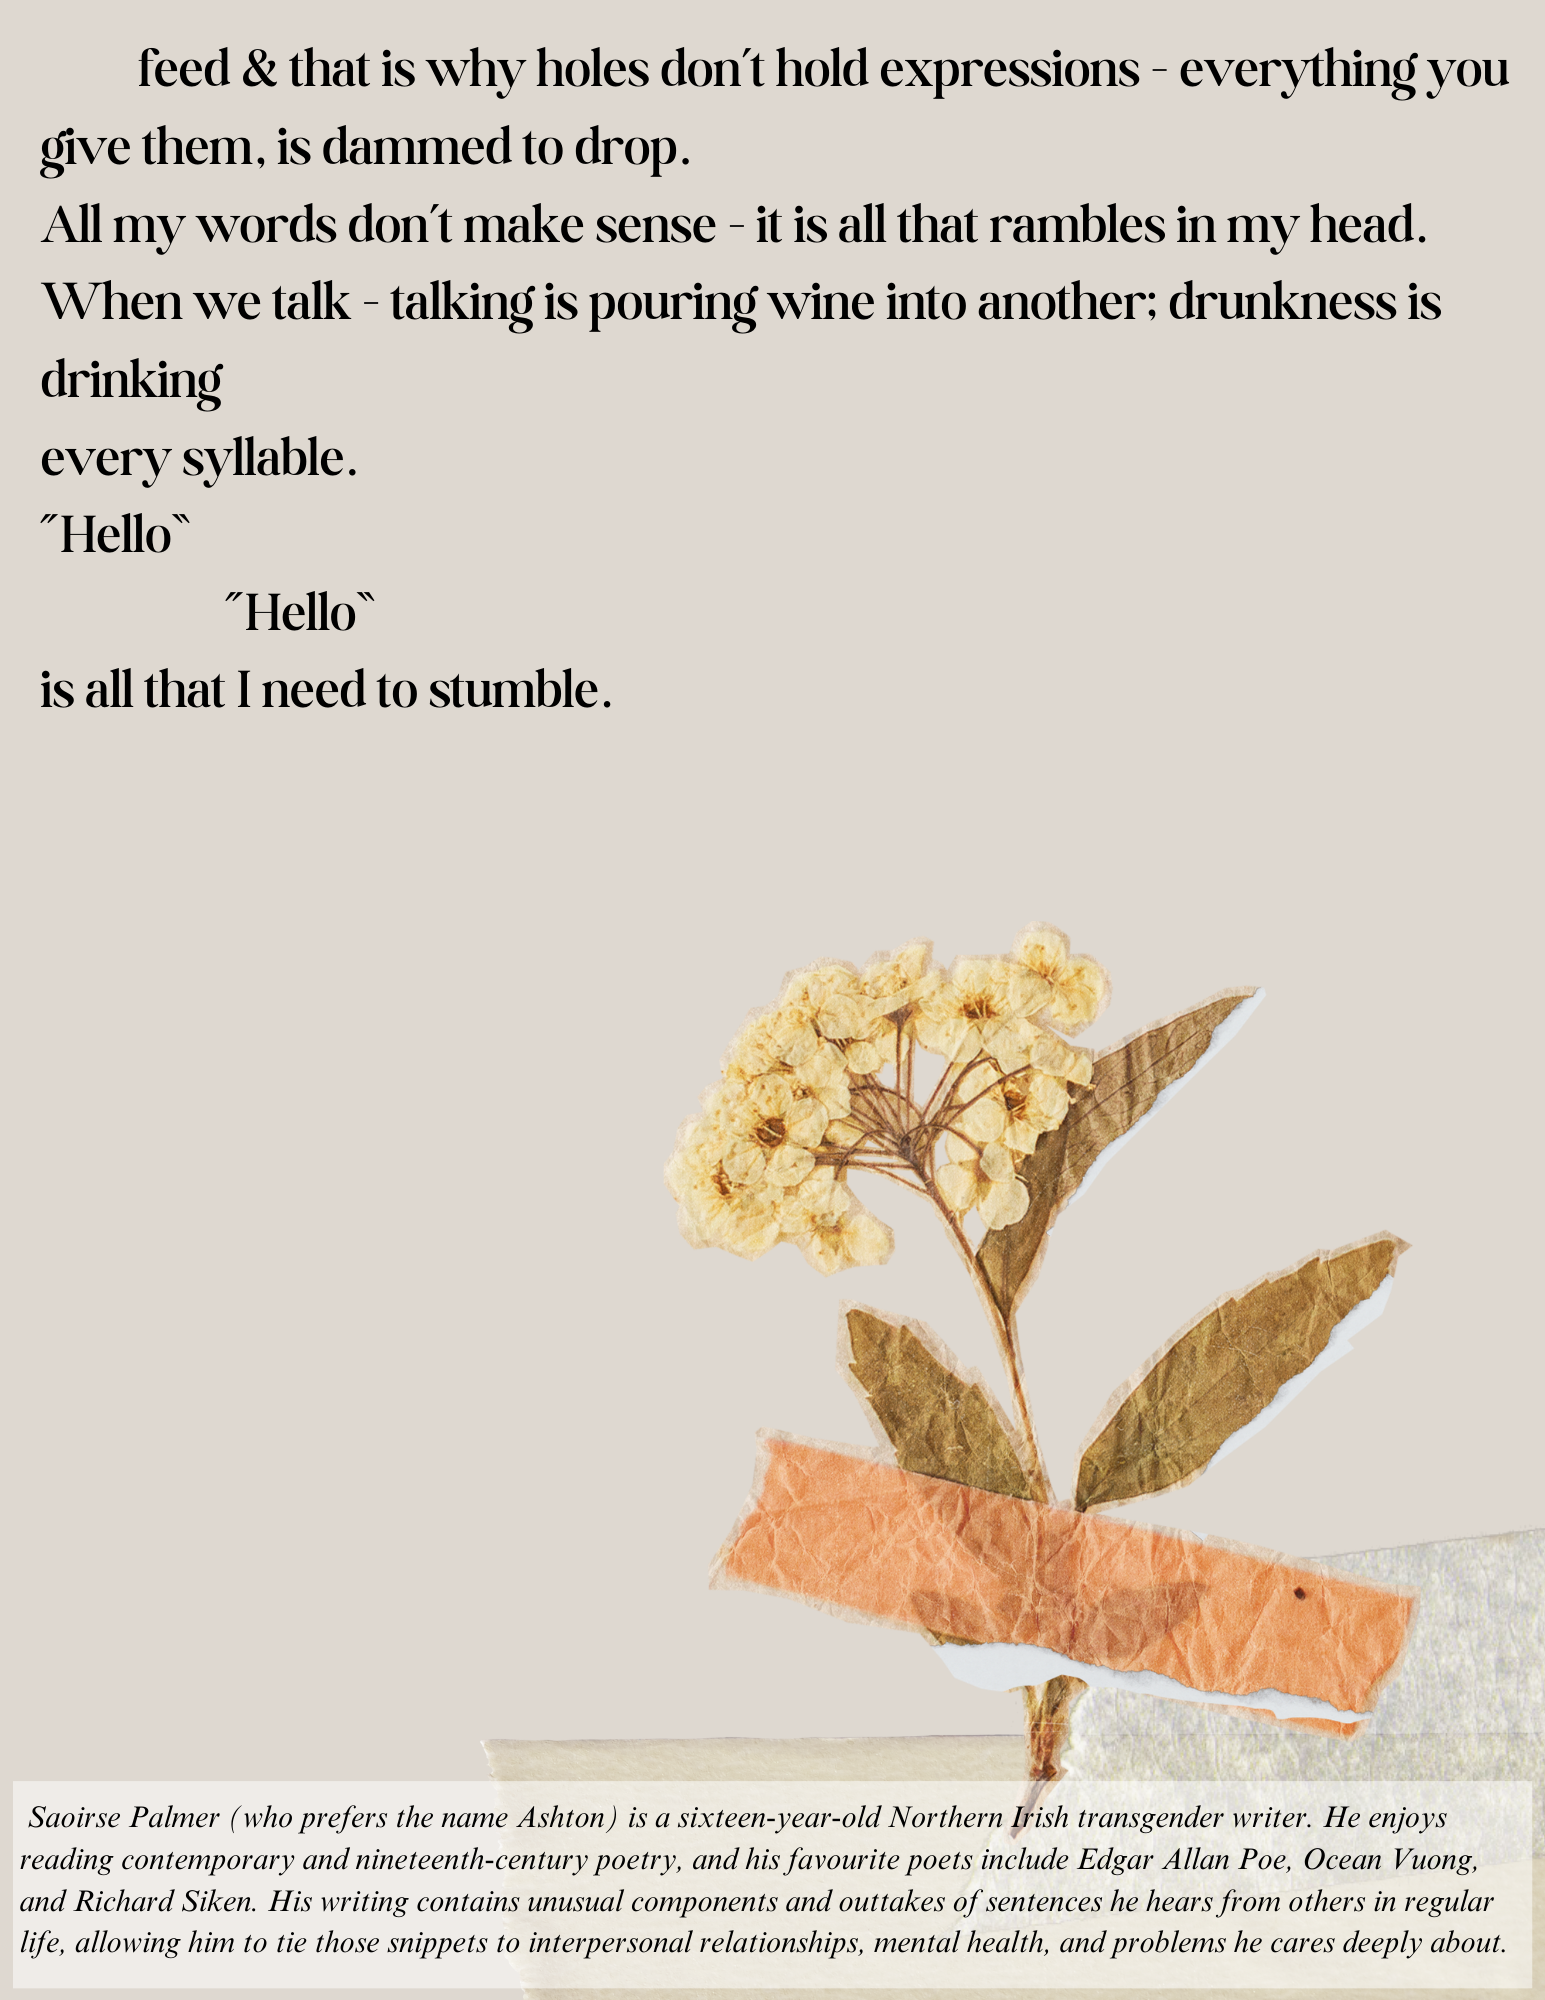 feed & that is why holes don´t hold expressions - everything you
give them, is dammed to drop.
All my words don´t make sense - it is all that rambles in my head.
When we talk - talking is pouring wine into another; drunkness is
drinking
every syllable.
˝Hello‶
˝Hello‶
is all that I need to stumble.
Saoirse Palmer (who prefers the name Ashton) is a sixteen-year-old Northern Irish transgender writer. He enjoys
reading contemporary and nineteenth-century poetry, and his favourite poets include Edgar Allan Poe, Ocean Vuong,
and Richard Siken. His writing contains unusual components and outtakes of sentences he hears from others in regular
life, allowing him to tie those snippets to interpersonal relationships, mental health, and problems he cares deeply about.